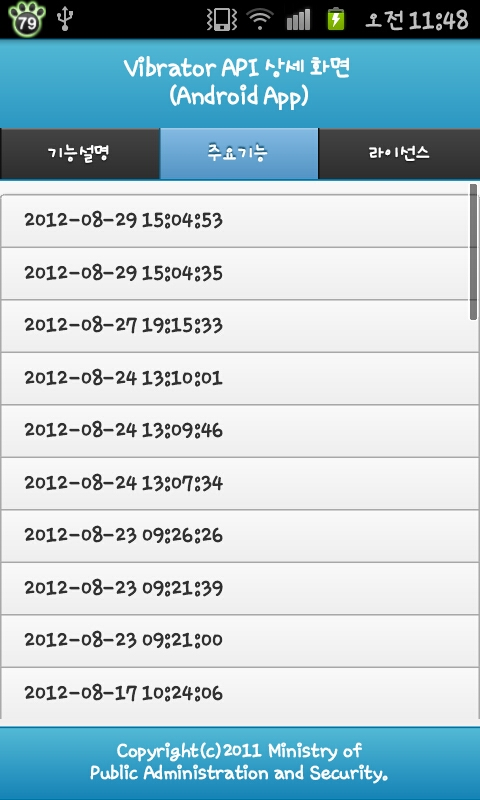 79
오전 11:48
Vibrator API 상세 화면
(Android App)
기능설명
주요기능
라이선스
2012-08-29 15:04:53
2012-08-29 15:04:35
2012-08-27 19:15:33
2012-08-24 13:10:01
2012-08-24 13:09:46
2012-08-24 13:07:34
2012-08-23 09:26:26
2012-08-23 09:21:39
2012-08-23 09:21:00
2012-08-17 10:24:06
Copyright(c)2011 Ministry of
Public Administration and Security.